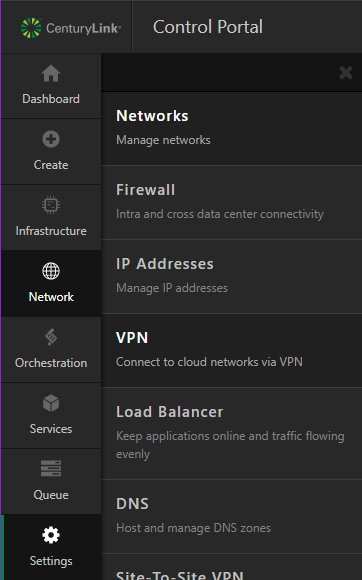 CenturyLink®
Control Portal
Dashboard
Create
Infrastructure
Network
Orchestration
Services
Queue
Settings
Networks
Manage networks
Firewall
Intra and cross data center connectivity
IP Addresses
Manage IP addresses
VPN
Connect to cloud networks via VPN
Load Balancer
Keep applications online and traffic flowing
evenly
DNS
Host and manage DNS zones
Site-To-Site VPN